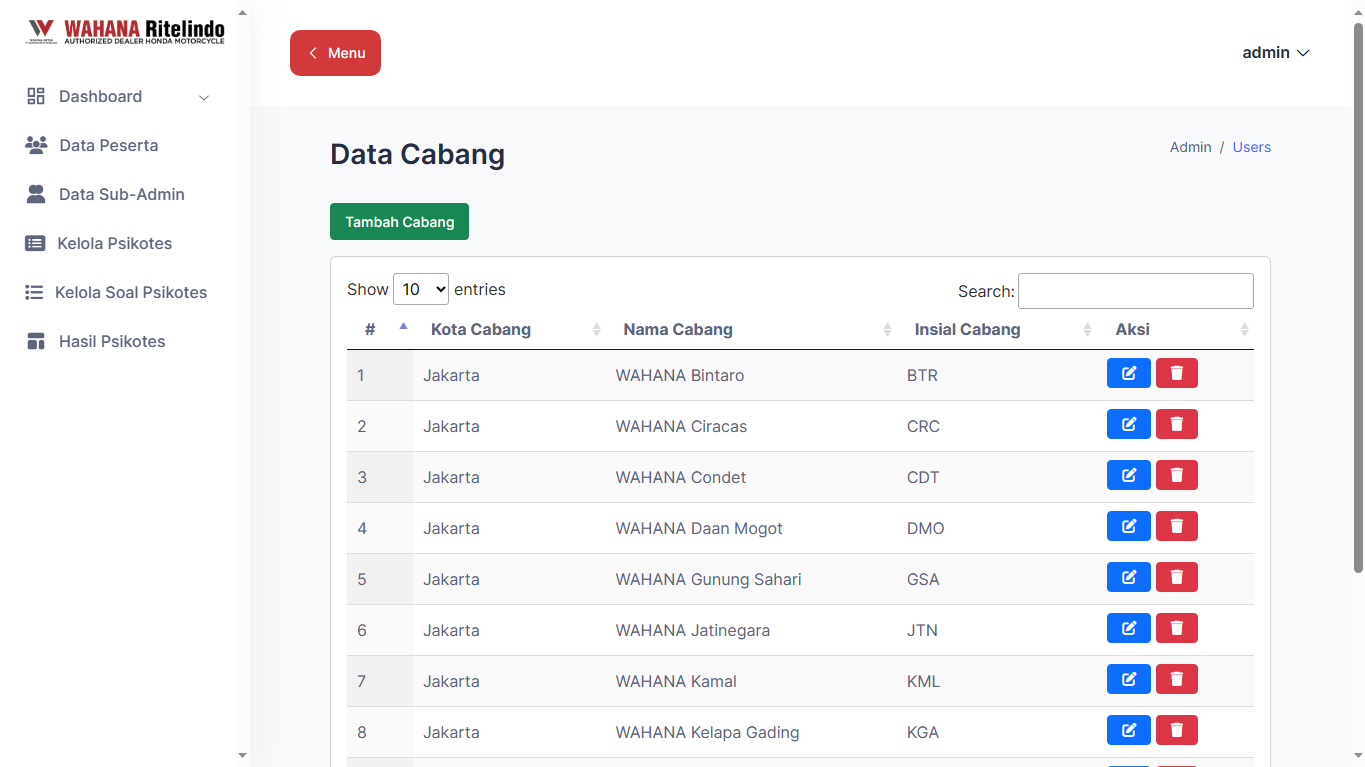 WAHANA Ritelindo
AUTHORIZED DEALER HONDA MOTORCYCLE
Menu
admin
Dashboard
Data Peserta
Data Sub-Admin
Kelola Psikotes
Kelola Soal Psikotes
Hasil Psikotes
Data Cabang
Admin / Users
Tambah Cabang
Show 10 entries
Search:
# Kota Cabang Nama Cabang Insial Cabang Aksi
1 Jakarta WAHANA Bintaro BTR
2 Jakarta WAHANA Ciracas CRC
3 Jakarta WAHANA Condet CDT
4 Jakarta WAHANA Daan Mogot DMO
5 Jakarta WAHANA Gunung Sahari GSA
6 Jakarta WAHANA Jatinegara JTN
7 Jakarta WAHANA Kamal KML
8 Jakarta WAHANA Kelapa Gading KGA